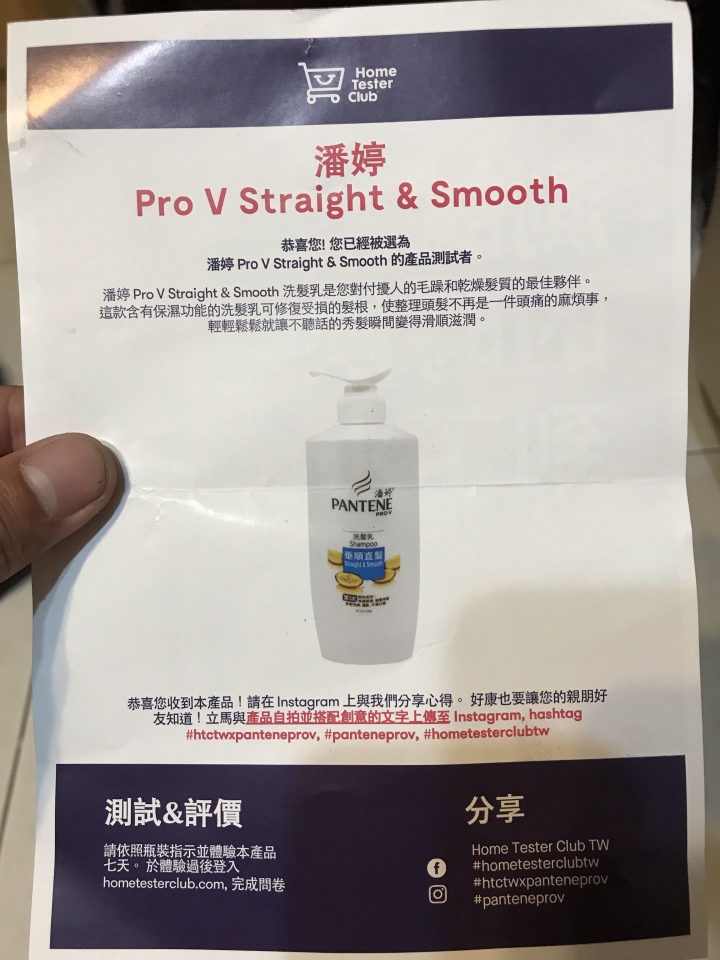 Home
Tester
Club
潘婷
Pro V Straight & Smooth
恭喜您! 您已經被選為
潘婷 Pro V Straight & Smooth 的產品測試者。
潘婷 Pro V Straight & Smooth 洗髮乳是您對付擾人的毛躁和乾燥髮質的最佳夥伴。
這款含有保濕功能的洗髮乳可修復受損的髮根，使整理頭髮不再是一件頭痛的麻煩事，
輕輕鬆鬆就讓不聽話的秀髮瞬間變得滑順滋潤。
潘婷
PANTENE
PRO-V
洗髮乳
Shampoo
垂順直髮
Straight & Smooth
恭喜您收到本產品！請在 Instagram 上與我們分享心得。 好康也要讓您的親朋好
友知道！立馬與產品自拍並搭配創意的文字上傳至 Instagram, hashtag
#htctwxpanteneprov, #panteneprov, #hometesterclubtw
測試&評價
請依照瓶裝指示並體驗本產品
七天。 於體驗過後登入
hometesterclub.com, 完成問卷
分享
Home Tester Club TW
#hometesterclubtw
#htctwxpanteneprov
#panteneprov